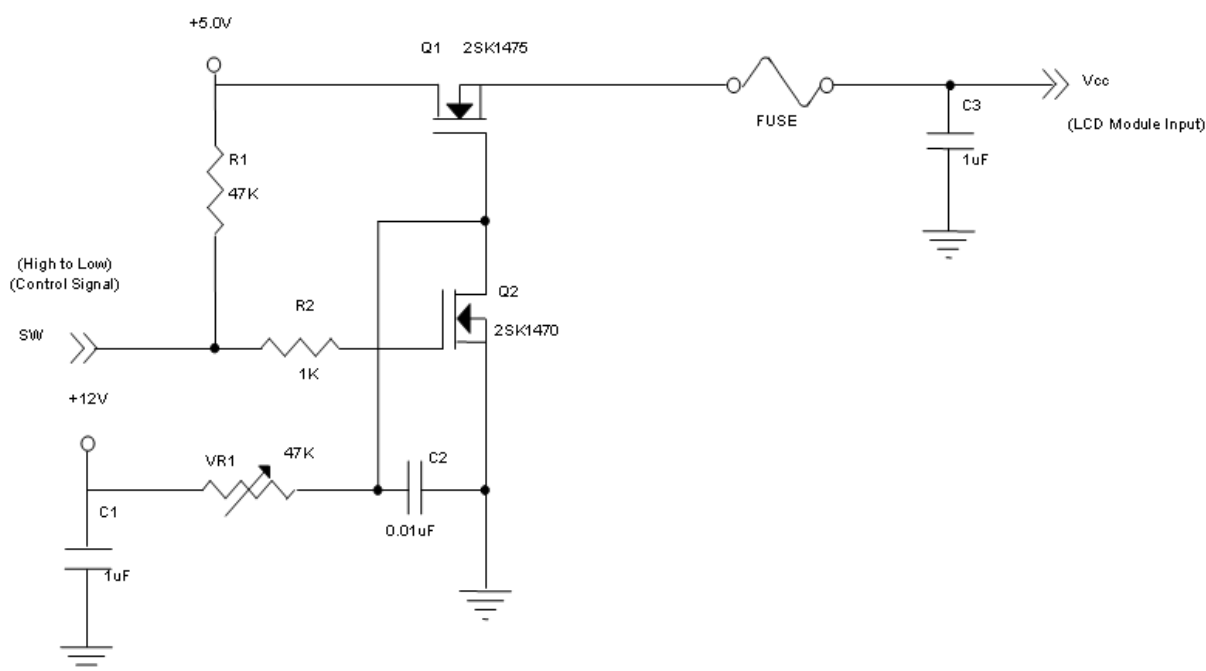 +5.0V
Q1 2SK1475
FUSE
C3
1uF
Vcc
(LCD Module Input)
R1
47K
(High to Low)
(Control Signal)
SW
R2
1K
Q2
2SK1470
+12V
VR1
47K
C1
1uF
C2
0.01uF